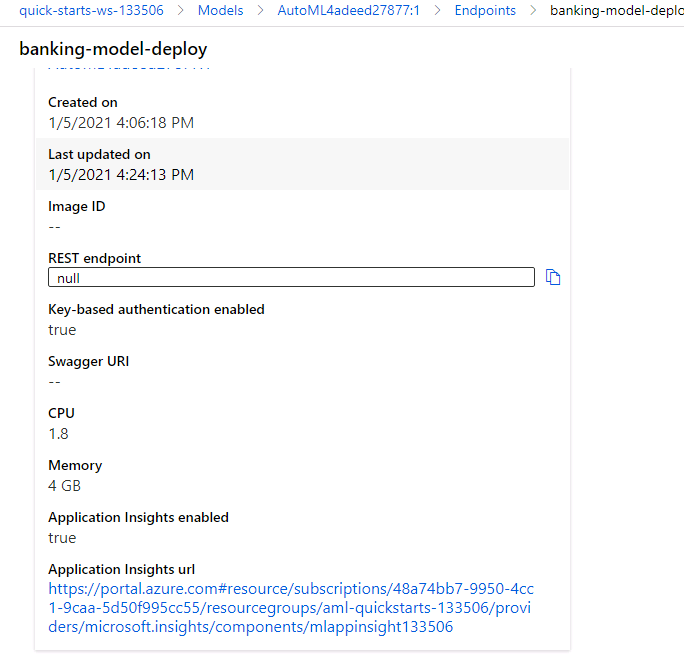 quick-starts-ws-133506 > Models > AutoML4adeed27877:1 > Endpoints > banking-model-deplo
banking-model-deploy
Created on
1/5/2021 4:06:18 PM
Last updated on
1/5/2021 4:24:13 PM
Image ID
--
REST endpoint
null
Key-based authentication enabled
true
Swagger URI
--
CPU
1.8
Memory
4 GB
Application Insights enabled
true
Application Insights url
https://portal.azure.com#resource/subscriptions/48a74bb7-9950-4cc
1-9caa-5d50f995cc55/resourcegroups/aml-quickstarts-133506/provi
ders/microsoft.insights/components/mlappinsight133506